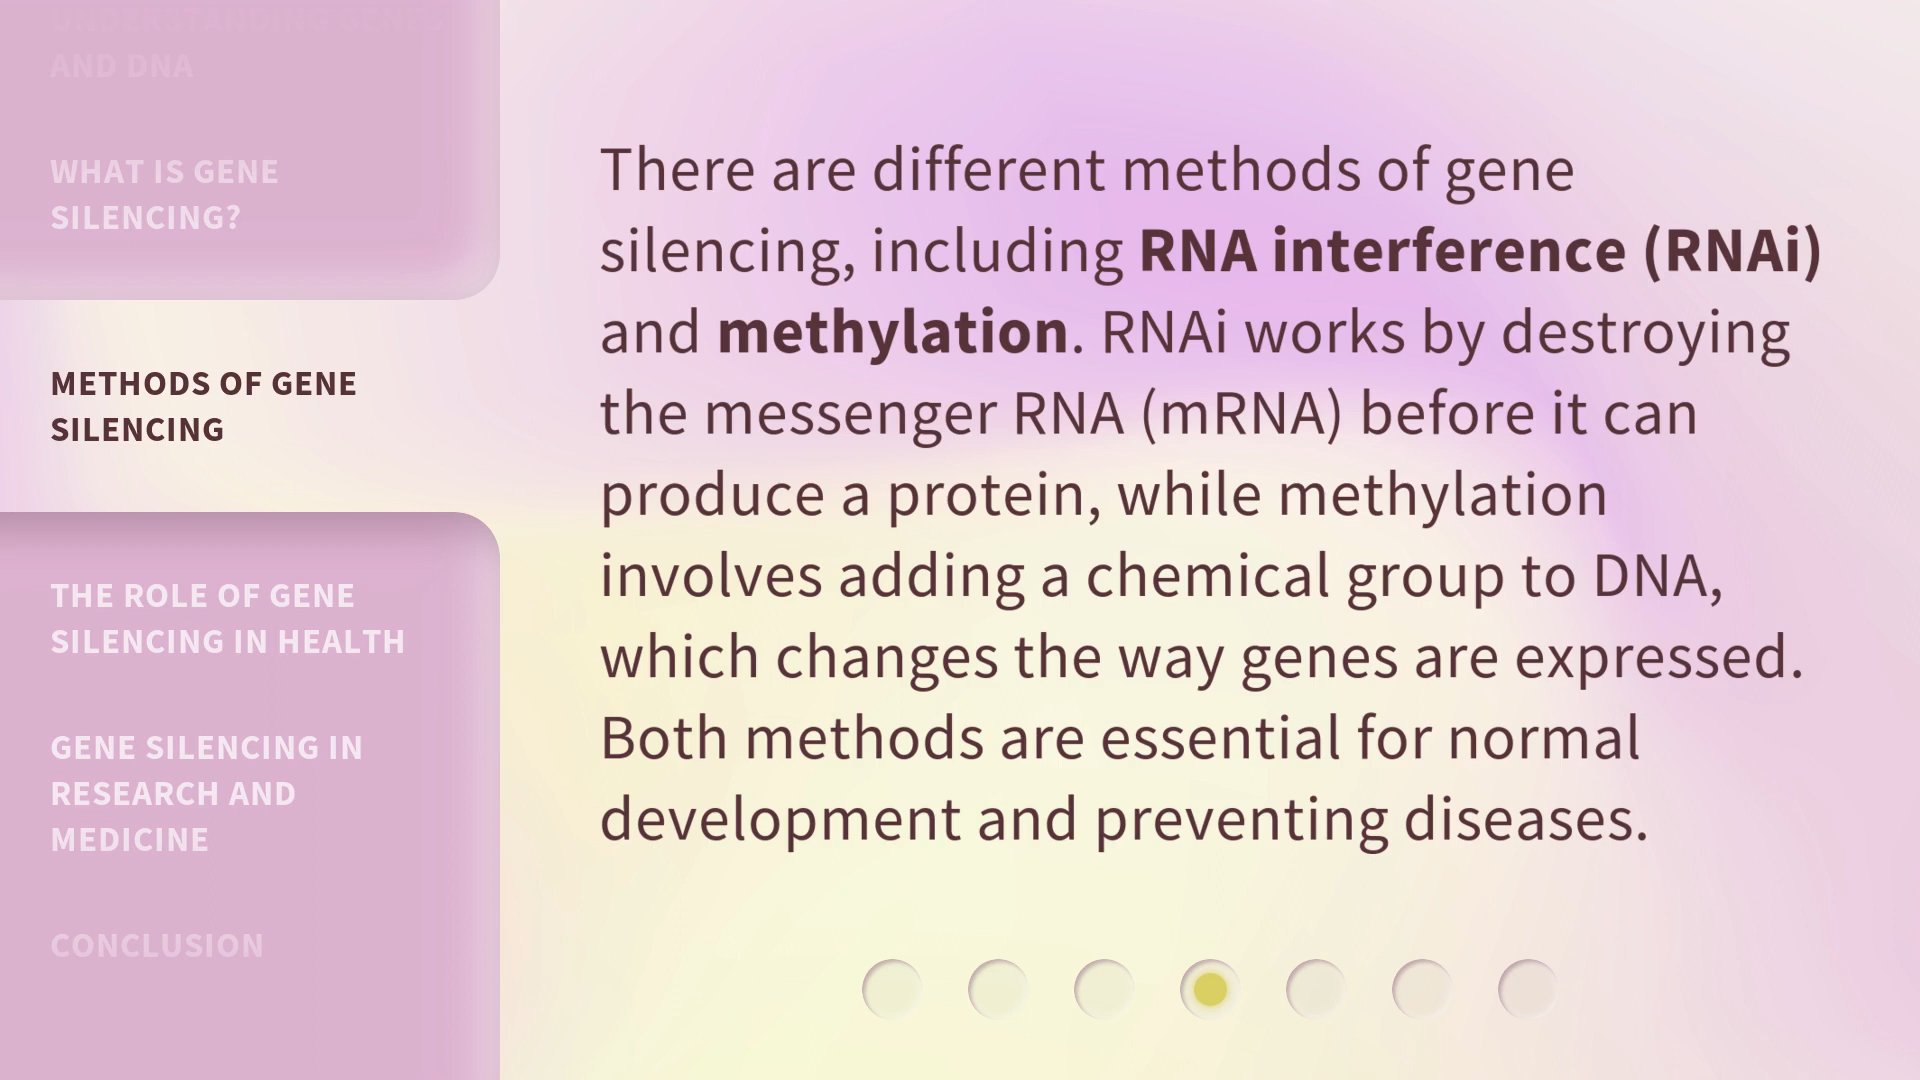 UNDERSTANDING GENES
AND DNA
WHAT IS GENE
SILENCING?
METHODS OF GENE
SILENCING
THE ROLE OF GENE
SILENCING IN HEALTH
GENE SILENCING IN
RESEARCH AND
MEDICINE
CONCLUSION
There are different methods of gene
silencing, including RNA interference (RNAi)
and methylation. RNAi works by destroying
the messenger RNA (mRNA) before it can
produce a protein, while methylation
involves adding a chemical group to DNA,
which changes the way genes are expressed.
Both methods are essential for normal
development and preventing diseases.